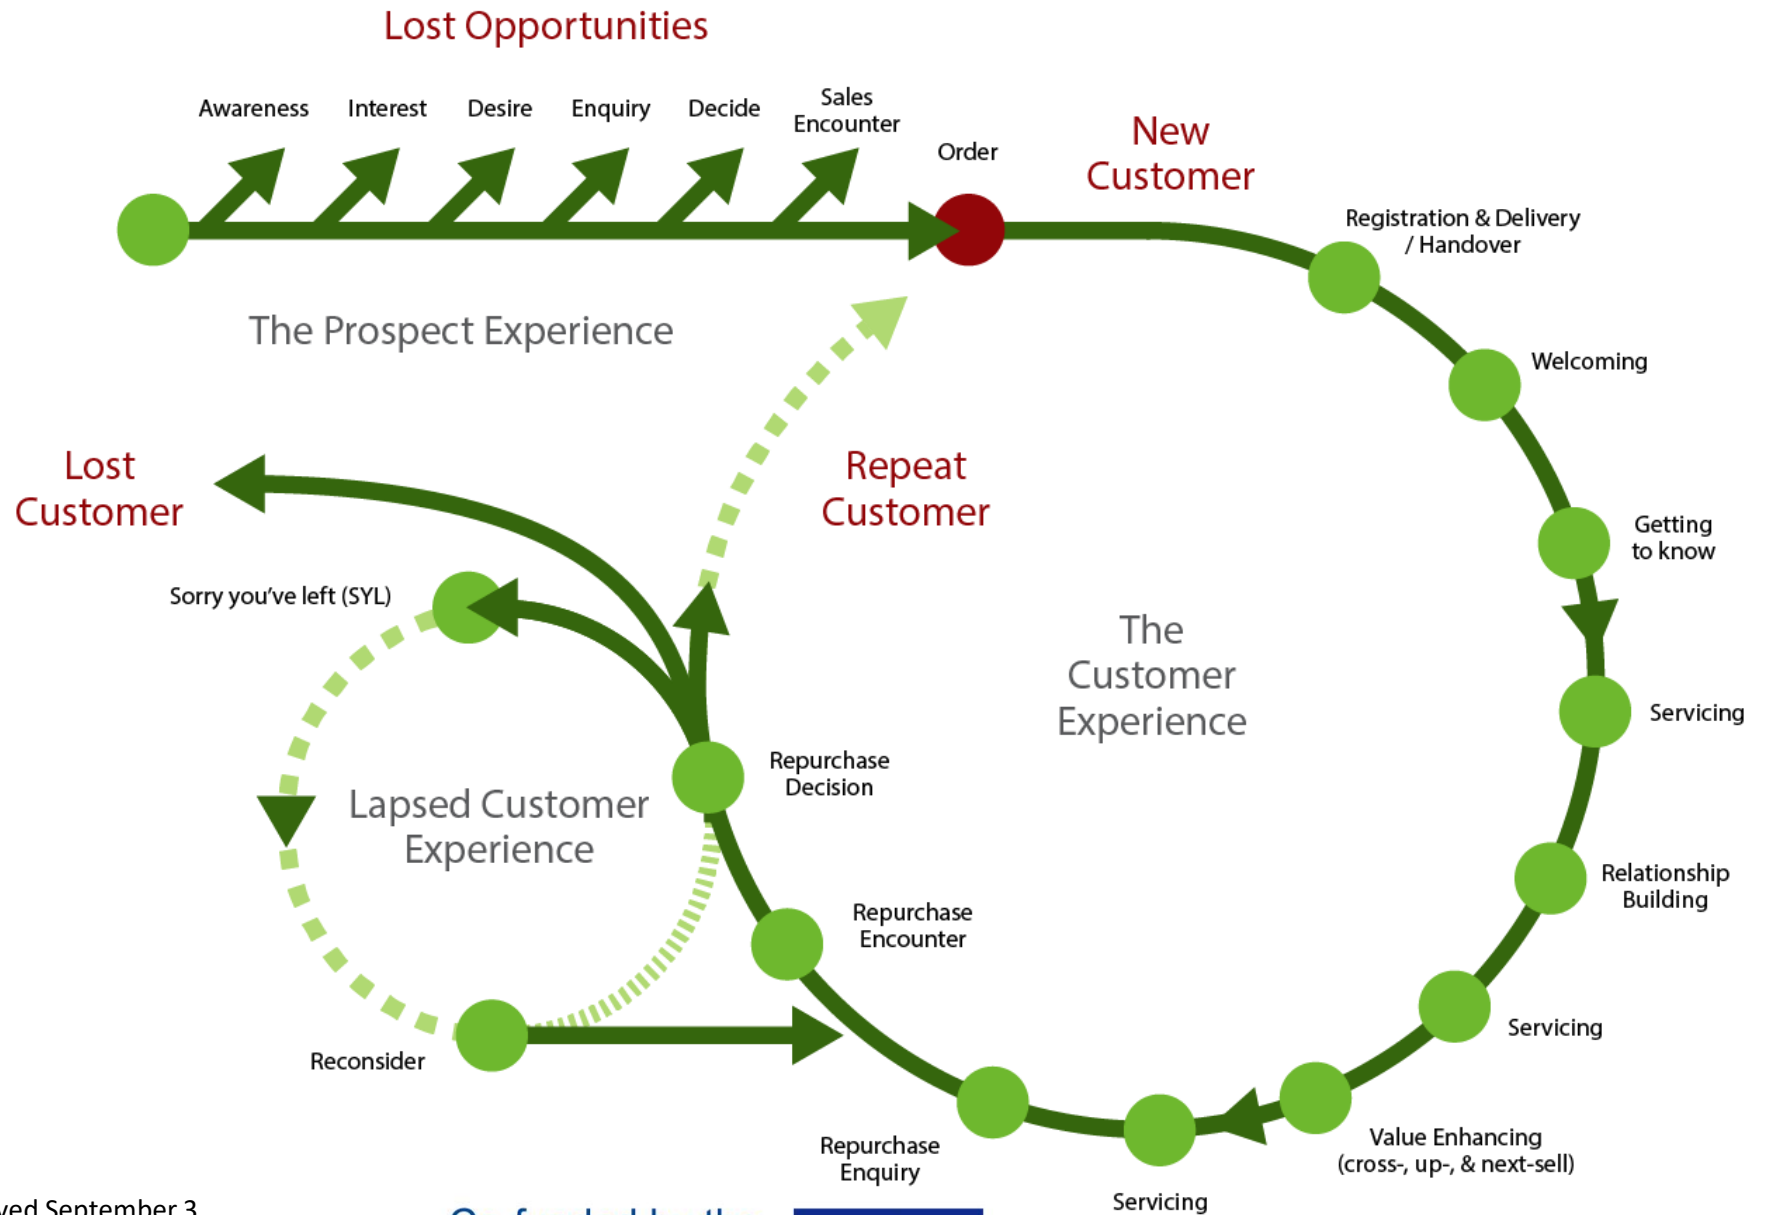 Lost Opportunities
Awareness
Interest
Desire
Enquiry
Decide
Sales
Encounter
Order
New
Customer
Registration & Delivery
/ Handover
The Prospect Experience
Welcoming
Lost
Customer
Repeat
Customer
Getting
to know
Sorry you've left (SYL)
The
Customer
Experience
Servicing
Repurchase
Decision
Lapsed Customer
Experience
Relationship
Building
Repurchase
Encounter
Servicing
Reconsider
Repurchase
Enquiry
Value Enhancing
(cross-, up-, & next-sell)
Servicing
September 3